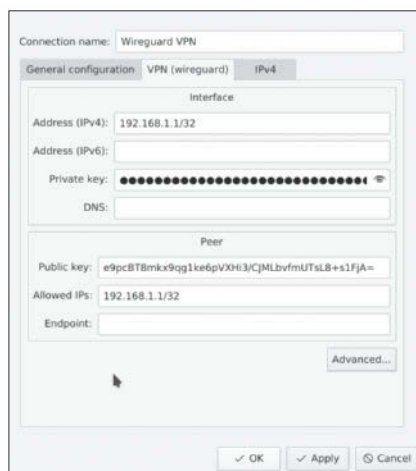 Connection name: Wireguard VPN
General configuration VPN (wireguard) IPv4
Interface
Address (IPv4): 192.168.1.1/32
Address (IPv6):
Private key: ●●●●●●●●●●●●●●●●●●●●●●●●●●●●●
DNS:
Peer
Public key: e9pcBT8mkx9qg1ke6pVXHi3/CJMLbvfmUTsL8+s1FjA=
Allowed IPs: 192.168.1.1/32
Endpoint:
Advanced...
OK Apply Cancel